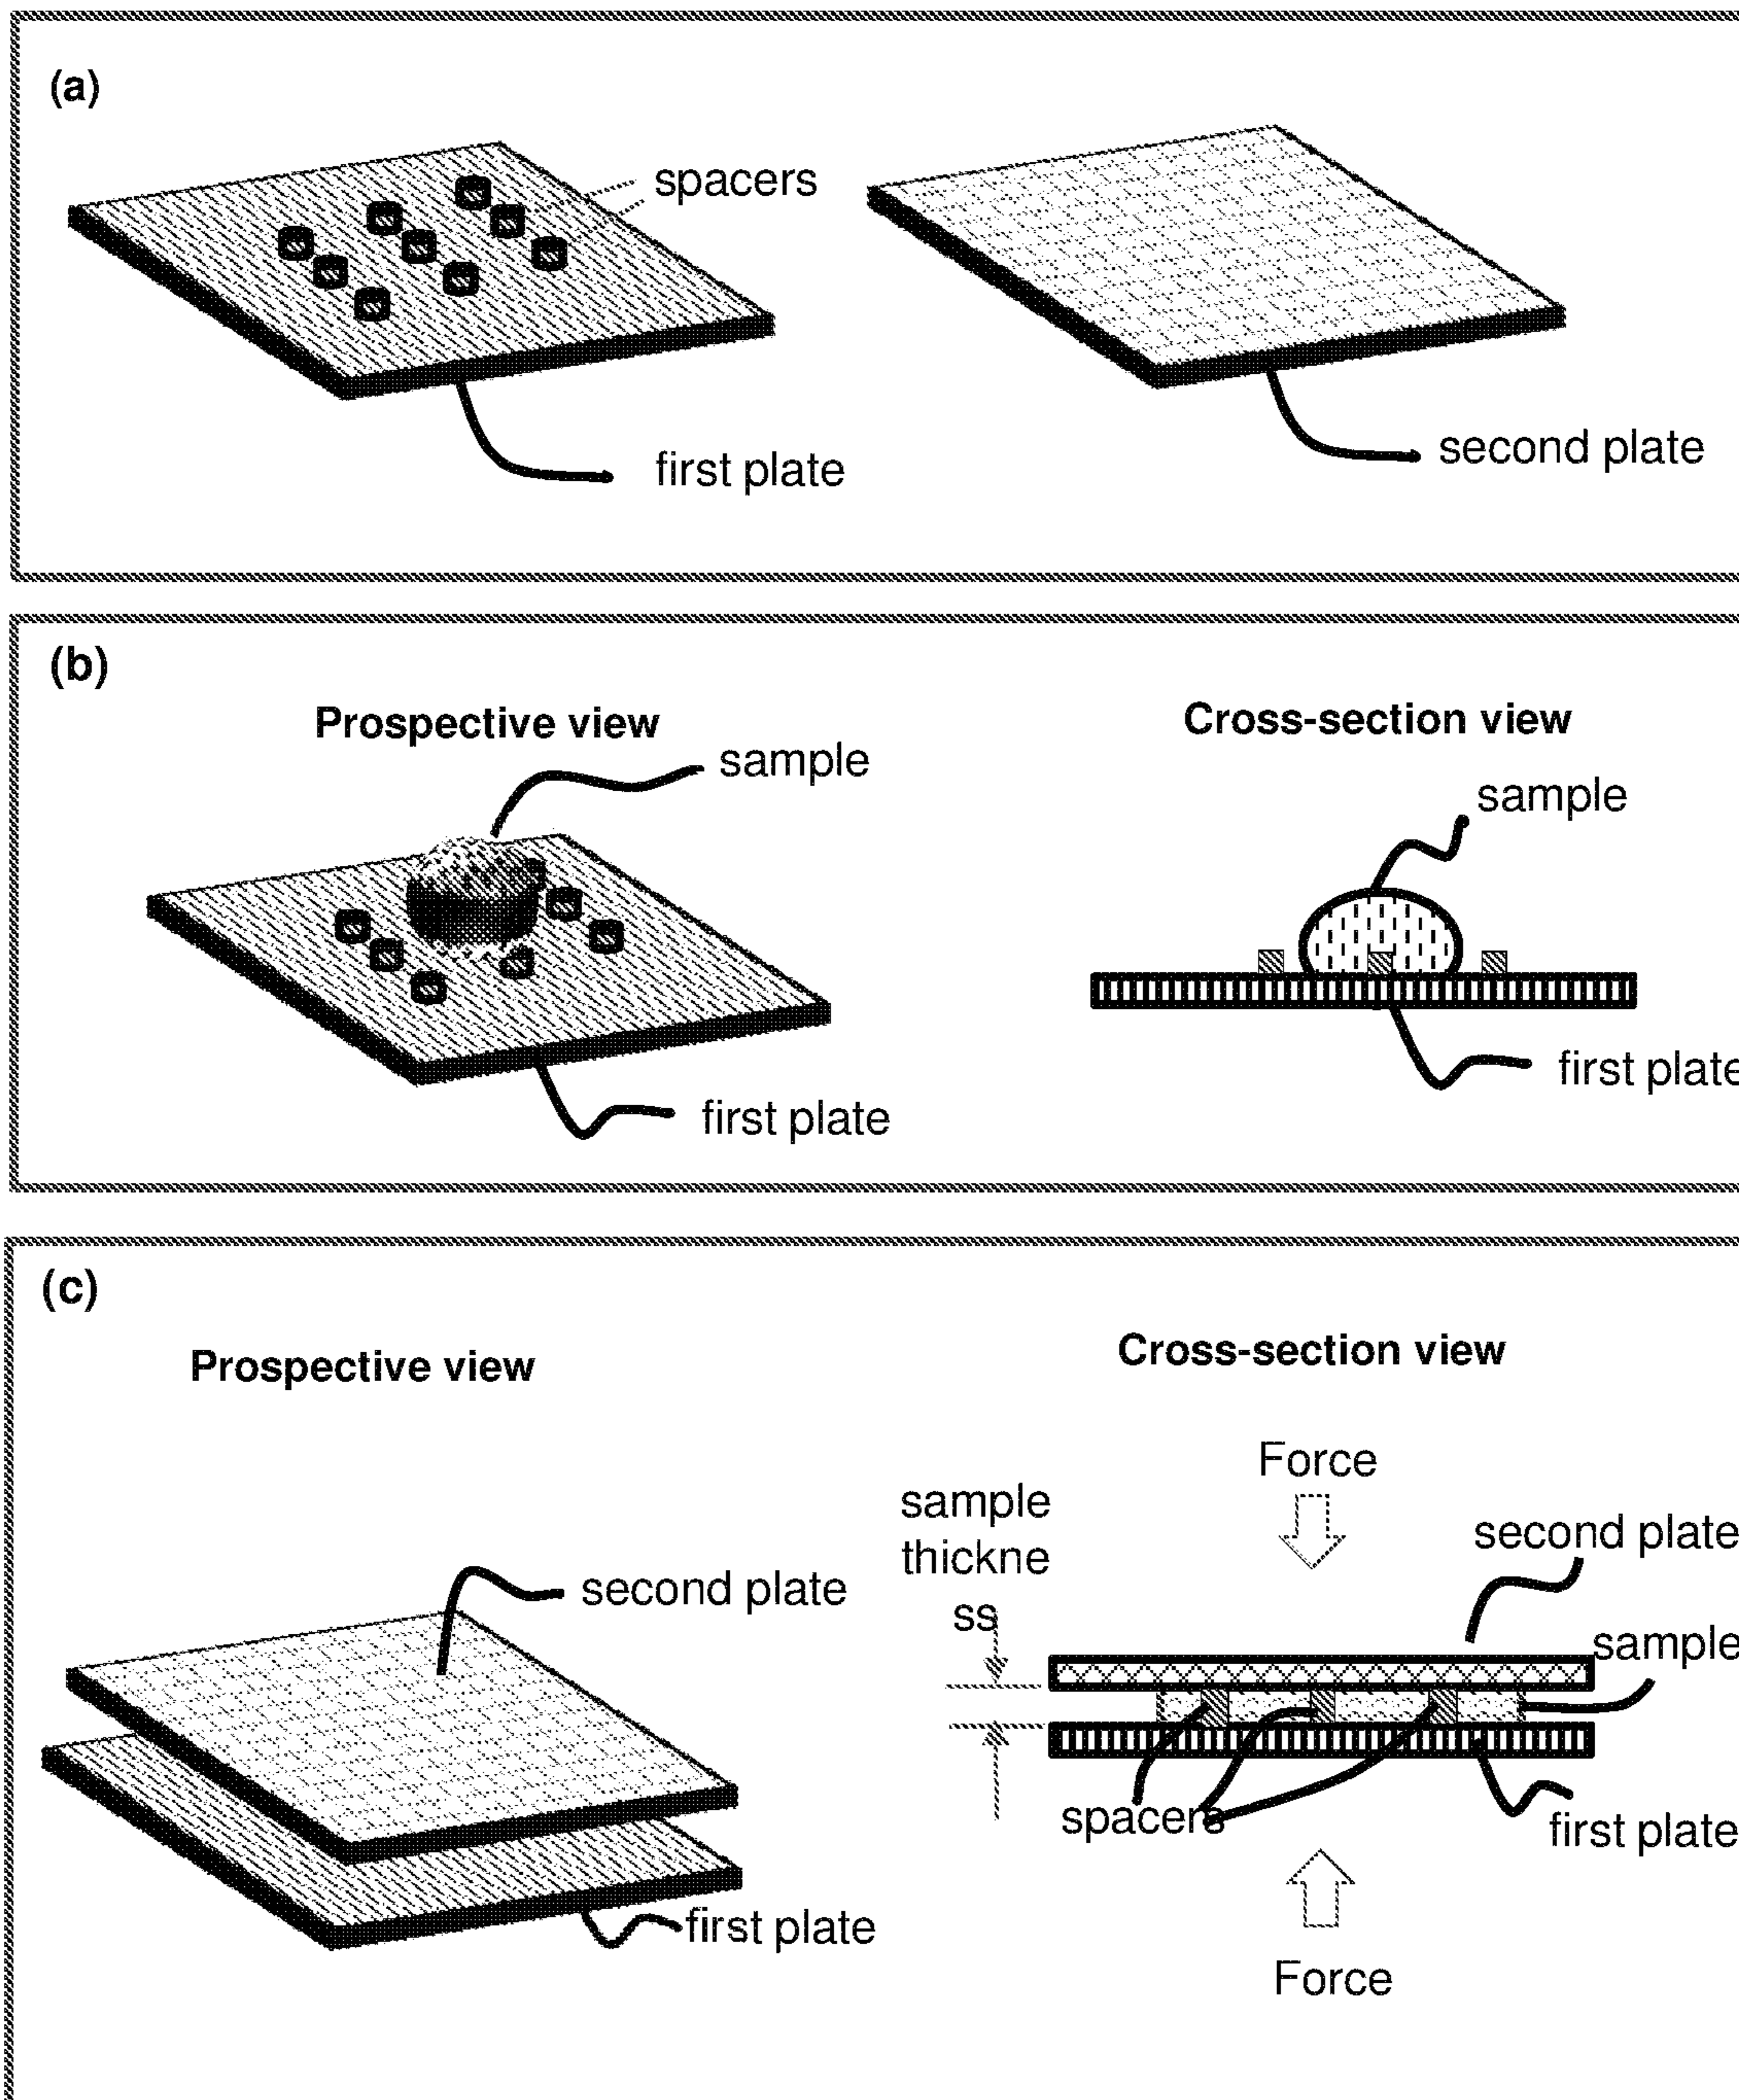 (a)
spacers
first plate
second plate
(b)
Prospective view
Cross-section view
sample
sample
first plate
first plate
(c)
Prospective view
Cross-section view
Force
sample
thickne
ss
second plate
second plate
sample
spacers
first plate
first plate
Force